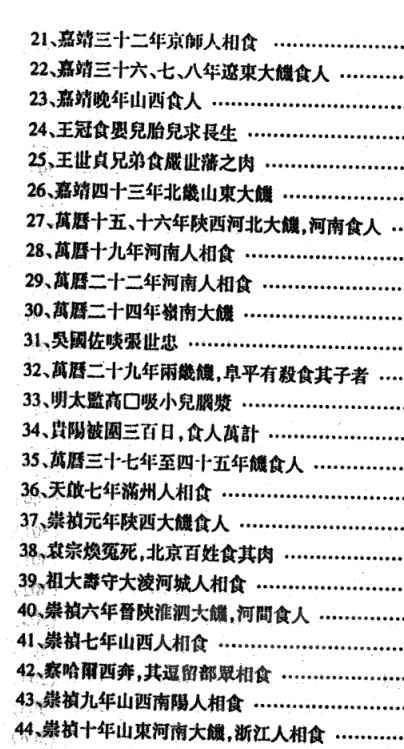 21、嘉靖三十二年京師人相食 …………
22、嘉靖三十六、七、八年遼東大饑食人 …………
23、嘉靖晚年山西食人 …………
24、王冠食嬰兒胎兒求長生 …………
25、王世貞兄弟食嚴世藩之肉 …………
26、嘉靖四十三年北畿山東大饑 …………
27、萬曆十五、十六年陝西河北大饑,河南食人 …
28、萬曆十九年河南人相食 …………
29、萬曆二十二年河南人相食 …………
30、萬曆二十四年嶺南大饑 …………
31、吳國佐啖張世忠 …………
32、萬曆二十九年兩畿饑,阜平有殺食其子者 ……
33、明太監高□吸小兒腦漿 …………
34、貴陽被圍三百日,食人萬計 …………
35、萬曆三十七年至四十五年饑食人 …………
36、天啟七年滿州人相食 …………
37、崇禎元年陝西大饑食人 …………
38、袁宗煥冤死,北京百姓食其肉 …………
39、祖大壽守大淩河城人相食 …………
40、崇禎六年晉陝淮泗大饑,河間食人 …………
41、崇禎七年山西人相食 …………
42、察哈爾西奔,其逗留部眾相食 …………
43、崇禎九年山西南陽人相食 …………
44、崇禎十年山東河南大饑,浙江人相食 …………